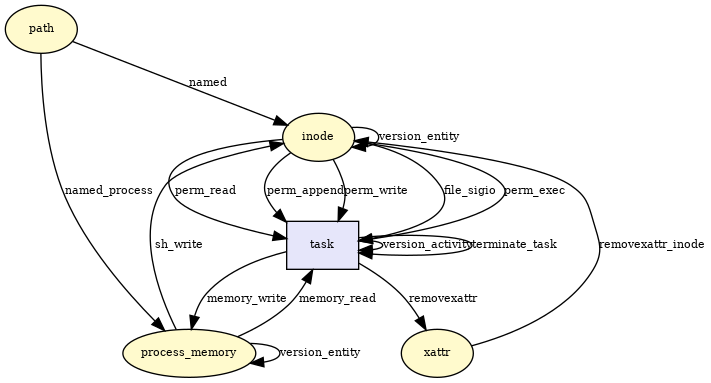 path
named
inode
version_entity
named_process
perm_read
perm_append
perm_write
file_sigio
perm_exec
sh_write
task
version_activity
terminate_task
removexattr_inode
memory_write
memory_read
removexattr
process_memory
version_entity
xattr